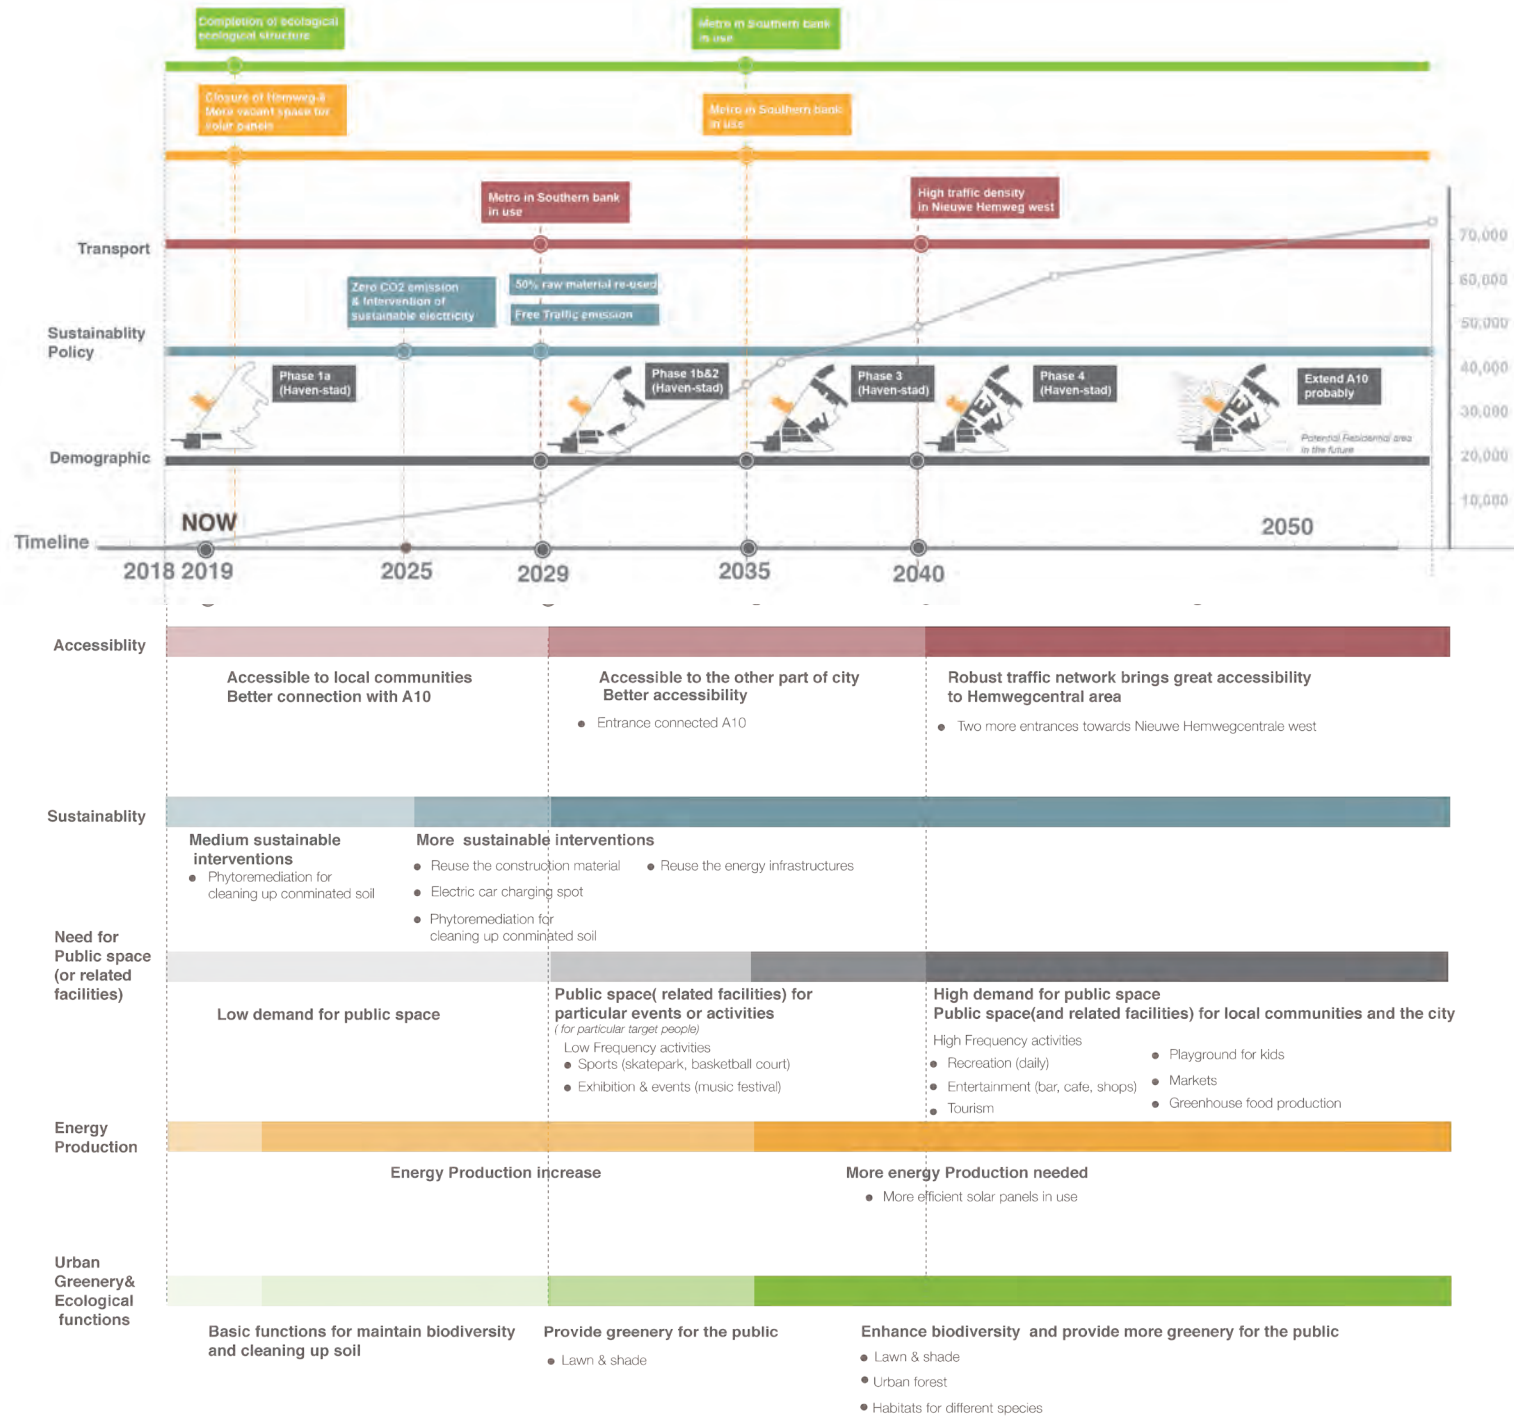 Completion of ecological
ecological structure
Metro in Southern bank
in use
Closure of Hemweg-8
More vacant space for
solar panels
Metro in Southern bank
in use
Metro in Southern bank
in use
High traffic density
in Nieuwe Hemweg west
Transport
70,000
Zero CO2 emission
& Intervention of
sustainable electricity
50% raw material re-used
Free Traffic emission
60,000
50,000
Sustainablity
Policy
40,000
Phase 1a
(Haven-stad)
Phase 1b&2
(Haven-stad)
Phase 3
(Haven-stad)
Phase 4
(Haven-stad)
Extend A10
probably
30,000
Potential Residential area
in the future
Demographic
20,000
10,000
NOW
2050
Timeline
2018 2019
2025
2029
2035
2040
Accessiblity
Accessible to local communities
Better connection with A10
Accessible to the other part of city
Better accessibility
● Entrance connected A10
Robust traffic network brings great accessibility
to Hemwegcentral area
● Two more entrances towards Nieuwe Hemwegcentrale west
Sustainablity
Medium sustainable
interventions
● Phytoremediation for
cleaning up conminated soil
More sustainable interventions
● Reuse the construction material
● Reuse the energy infrastructures
● Electric car charging spot
● Phytoremediation for
cleaning up conminated soil
Need for
Public space
(or related
facilities)
Low demand for public space
Public space( related facilities) for
particular events or activities
( for particular target people)
Low Frequency activities
● Sports (skatepark, basketball court)
● Exhibition & events (music festival)
High demand for public space
Public space(and related facilities) for local communities and the city
High Frequency activities
● Recreation (daily)
● Entertainment (bar, cafe, shops)
● Tourism
● Playground for kids
● Markets
● Greenhouse food production
Energy
Production
Energy Production increase
More energy Production needed
● More efficient solar panels in use
Urban
Greenery&
Ecological
functions
Basic functions for maintain biodiversity
and cleaning up soil
Provide greenery for the public
● Lawn & shade
Enhance biodiversity and provide more greenery for the public
● Lawn & shade
● Urban forest
● Habitats for different species